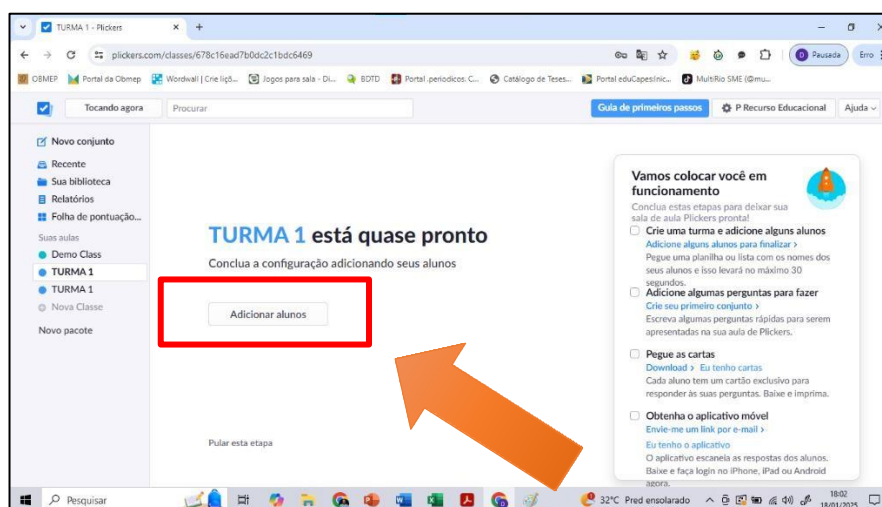 TURMA 1 - Plickers
plickers.com/classes/678c16ead7b0dc2c1bdc6469
Pausada
Erro
OBMEP
Portal da Obmep
Wordwall | Crie liçõ...
Jogos para sala - Di...
BDTD
Portal .periodicos. C...
Catálogo de Teses...
Portal eduCapes
MultiRio SME (@mu...
Tocando agora
Procurar
Guia de primeiros passos
P Recurso Educacional
Ajuda
Novo conjunto
Recente
Sua biblioteca
Relatórios
Folha de pontuação...
Suas aulas
Demo Class
TURMA 1
TURMA 1
Nova Classe
Novo pacote
TURMA 1 está quase pronto
Conclua a configuração adicionando seus alunos
Adicionar alunos
Pular esta etapa
Vamos colocar você em
funcionamento
Conclua estas etapas para deixar sua
sala de aula Plickers pronta!
Crie uma turma e adicione alguns alunos
Adicione alguns alunos para finalizar >
Pegue uma planilha ou lista com os nomes dos
seus alunos e isso levará no máximo 30
segundos.
Adicione algumas perguntas para fazer
Crie seu primeiro conjunto >
Escreva algumas perguntas rápidas para serem
apresentadas na sua aula de Plickers.
Pegue as cartas
Download > Eu tenho cartas
Cada aluno tem um cartão exclusivo para
responder às suas perguntas. Baixe e imprima.
Obtenha o aplicativo móvel
Envie-me um link por e-mail >
Eu tenho o aplicativo
O aplicativo escaneia as respostas dos alunos.
Baixe e faça login no iPhone, iPad ou Android
agora.
Pesquisar
32°C Pred ensolarado
18:02
18/01/2025